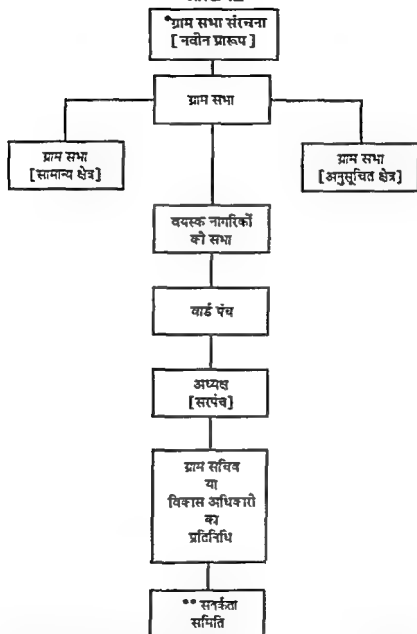 *ग्राम सभा संरचना
[नवीन प्रारूप]
ग्राम सभा
ग्राम सभा
[सामान्य क्षेत्र]
ग्राम सभा
[अनुसूचित क्षेत्र]
वयस्क नागरिकों
की सभा
वार्ड पंच
अध्यक्ष
[सरपंच]
ग्राम सचिव
या
विकास अधिकारी
का
प्रतिनिधि
** सतर्कता
समिति